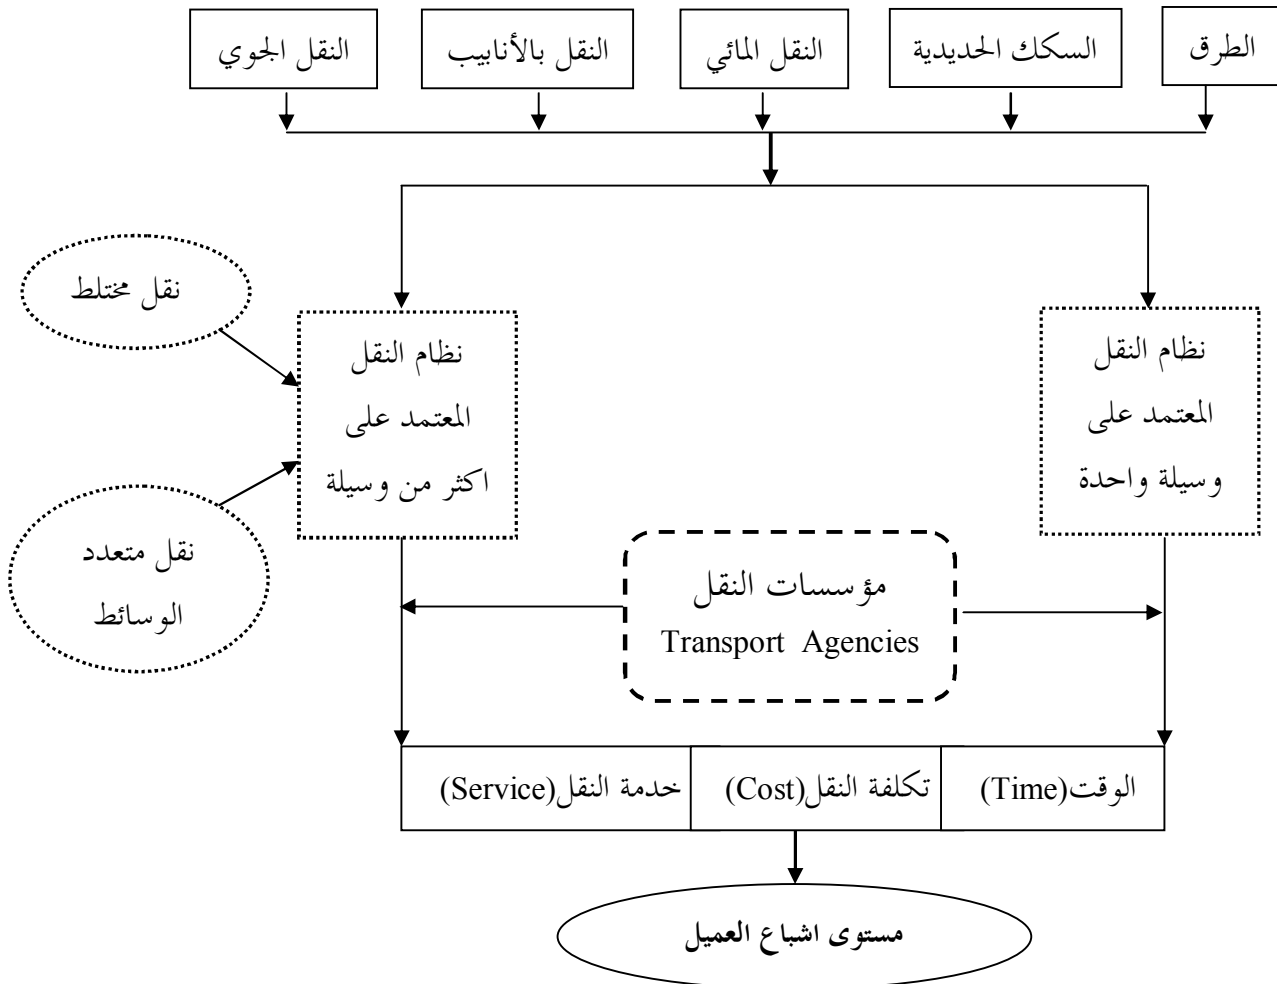 الطرق
السكك الحديدية
النقل المائي
النقل بالأنابيب
النقل الجوي
نقل مختلط
نظام النقل
المعتمد على
وسيلة واحدة
نظام النقل
المعتمد على
اكثر من وسيلة
نقل متعدد
الوسائط
مؤسسات النقل
Transport Agencies
الوقت(Time)
تكلفة النقل(Cost)
خدمة النقل(Service)
مستوى اشباع العميل